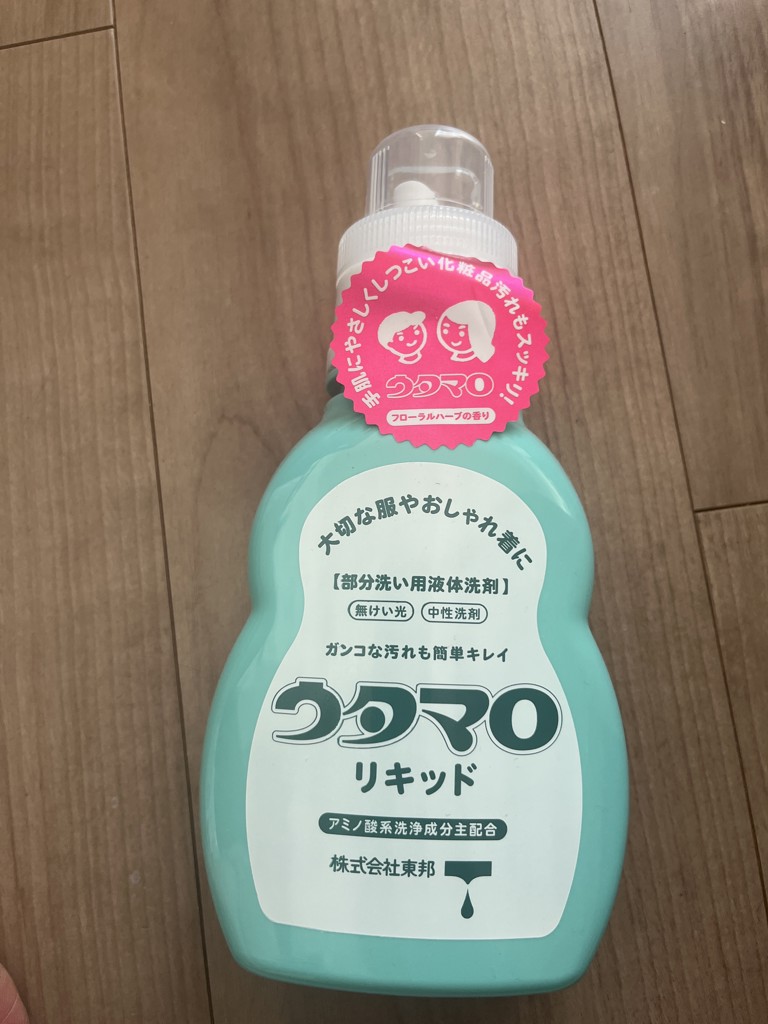 手肌にやさしくしつこい化粧品汚れもスッキリ!
ウタマロ
フローラルハーブの香り
大切な服やおしゃれ着に
【部分洗い用液体洗剤】
無けい光 中性洗剤
ガンコな汚れも簡単キレイ
ウタマロ
リキッド
アミノ酸系洗浄成分主配合
株式会社東邦